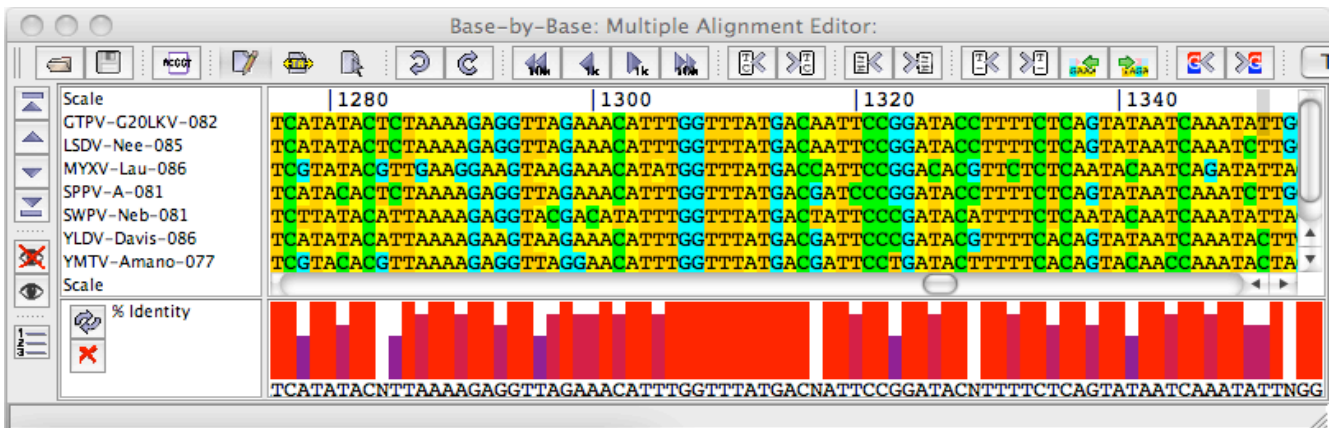 Base-by-Base: Multiple Alignment Editor:
1k 1k
Scale 1280 1300 1320 1340
GTPV-G20LKV-082 TCATATACTCTAAAAGAGGTTAGAAACATTTGGTTTATGACAATTCCGGATACCTTTTCTCAGTATAATCAAATATTG
LSDV-Nee-085 TCATATACTCTAAAAGAGGTTAGAAACATTTGGTTTATGACAATTCCGGATACCTTTTCTCAGTATAATCAAATCTTG
MYXV-Lau-086 TCGTATACGTTGAAGGAAGTAAGAAACATATGGTTTATGACCATTCCGGACACGTTCTCTCAATACAATCAGATATTA
SPPV-A-081 TCATACACTCTAAAAGAGGTTAGAAACATTTGGTTTATGACGATCCCGGATACCTTTTCTCAGTATAATCAAATCTTG
SWPV-Neb-081 TCTTATACATTAAAAGAGGTACGACATATTTGGTTTATGACTATTCCCGATACATTTTCTCAATACAATCAAATATTA
YLDV-Davis-086 TCATATACATTAAAAGAAGTAAGAAACATTTGGTTTATGACGATTCCCGATACGTTTTCACAGTATAATCAAATACTT
YMTV-Amano-077 TCGTACACGTTAAAAGAGGTTAGGAACATTTGGTTTATGACGATTCCTGATACTTTTTCACAGTACAACCAAATACTA
Scale
% Identity
TCATATACNTTAAAAGAGGTTAGAAACATTTGGTTTATGACNATTCCGGATACNTTTTCTCAGTATAATCAAATATTNGG